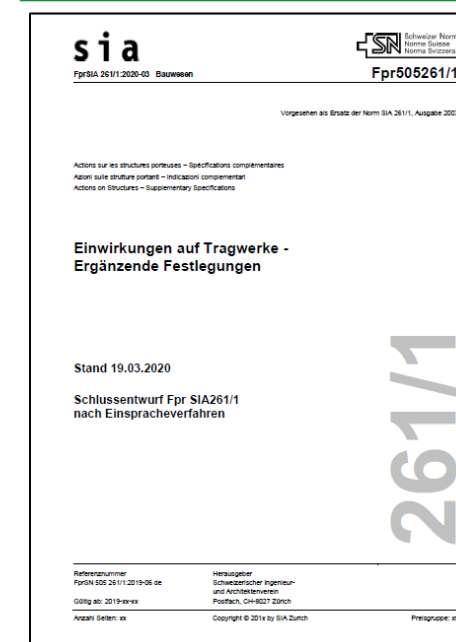 sia
SN Schweizer Norm
Norme Suisse
Norma Svizzera
FprSIA 261/1:2020-03 Bauwesen
Fpr505261/1
Vorgesehen als Ersatz der Norm SIA 261/1, Ausgabe 2003
Actions sur les structures porteuses – Spécifications complémentaires
Azioni sulle strutture portanti – Indicazioni complementari
Actions on Structures – Supplementary Specifications
Einwirkungen auf Tragwerke -
Ergänzende Festlegungen
Stand 19.03.2020
Schlussentwurf Fpr SIA261/1
nach Einspracheverfahren
261/1
Referenznummer
FprSN 505 261/1:2019-06 de
Gültig ab: 2019-xx-xx
Herausgeber
Schweizerischer Ingenieur-
und Architektenverein
Postfach, CH-8027 Zürich
Anzahl Seiten: xx
Copyright © 201x by SIA Zurich
Preisgruppe: xx